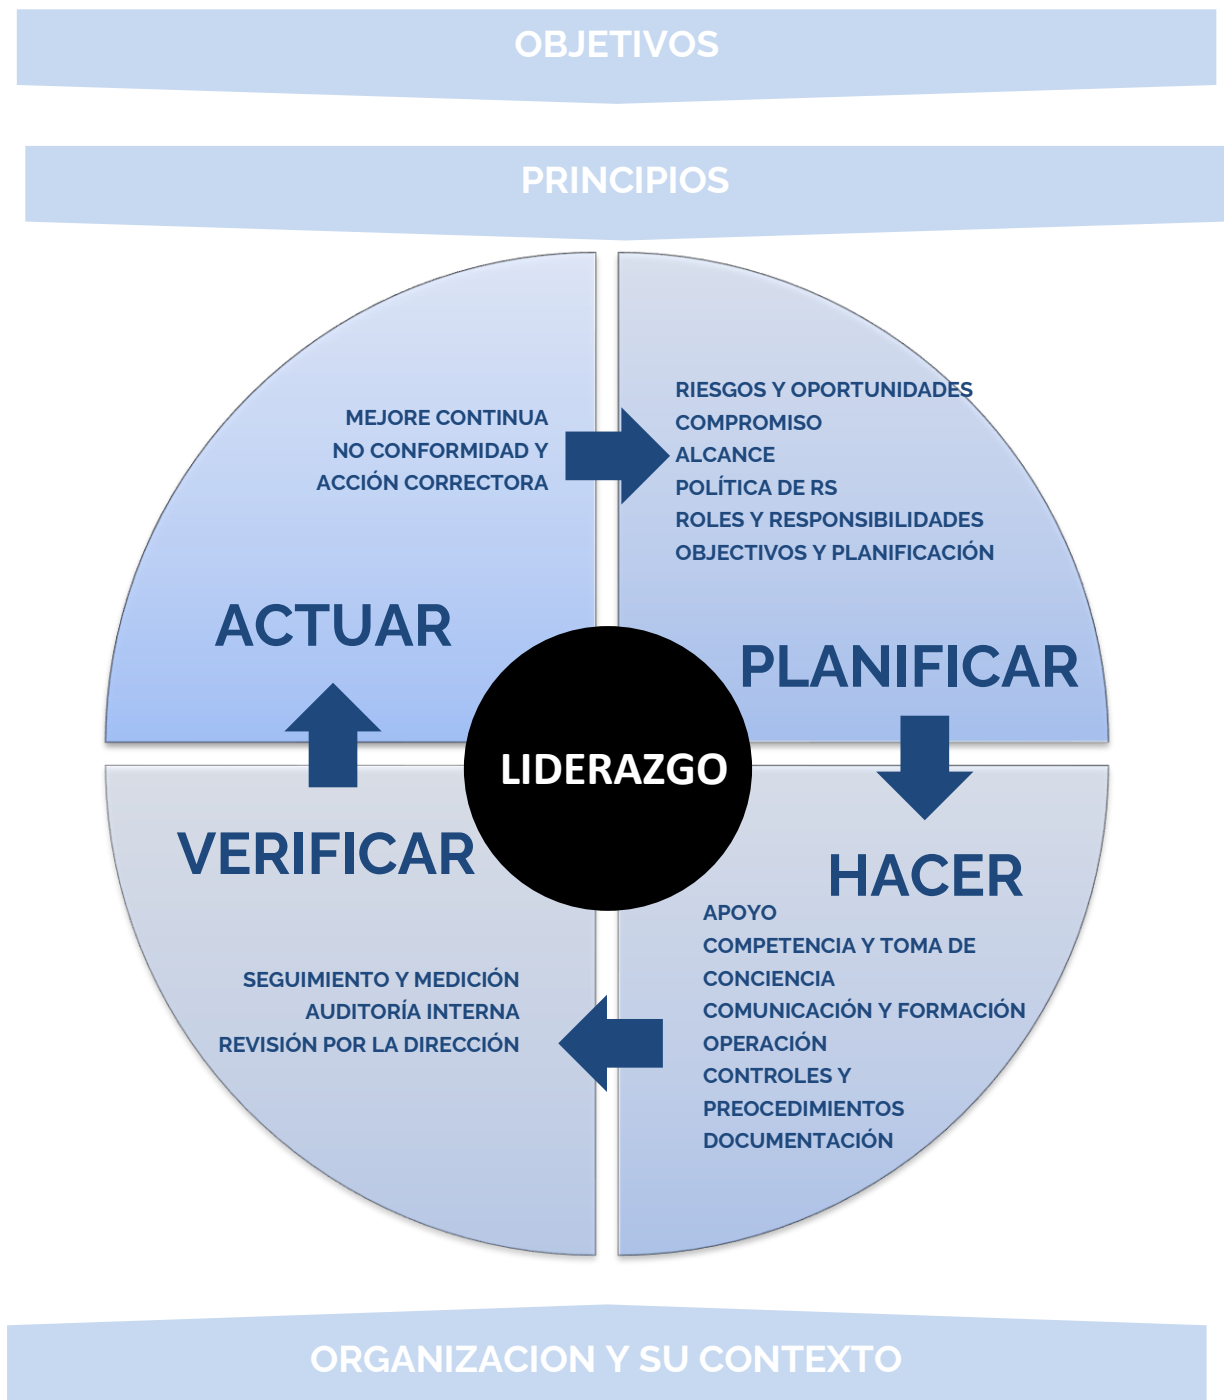 OBJETIVOS
PRINCIPIOS
MEJORE CONTINUA
NO CONFORMIDAD Y
ACCIÓN CORRECTORA
ACTUAR
RIESGOS Y OPORTUNIDADES
COMPROMISO
ALCANCE
POLÍTICA DE RS
ROLES Y RESPONSIBILIDADES
OBJECTIVOS Y PLANIFICACIÓN
PLANIFICAR
LIDERAZGO
VERIFICAR
SEGUIMIENTO Y MEDICIÓN
AUDITORÍA INTERNA
REVISIÓN POR LA DIRECCIÓN
HACER
APOYO
COMPETENCIA Y TOMA DE
CONCIENCIA
COMUNICACIÓN Y FORMACIÓN
OPERACIÓN
CONTROLES Y
PREOCEDIMIENTOS
DOCUMENTACIÓN
ORGANIZACION Y SU CONTEXTO